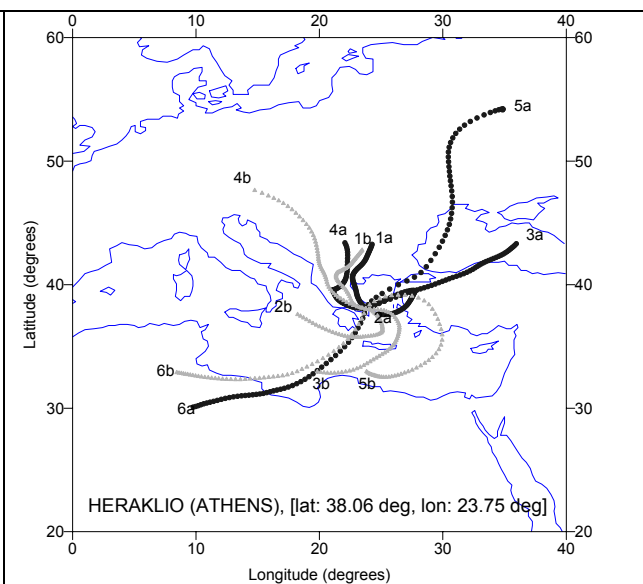 0 10 20 30 40
60 60
5a
50 50
4b
4a 1b 1a
3a
40 40
2b 2a
6b 3b 5b
6a
30 30
HERAKLIO (ATHENS), [lat: 38.06 deg, lon: 23.75 deg]
20 20
0 10 20 30 40
Longitude (degrees)
Latitude (degrees)